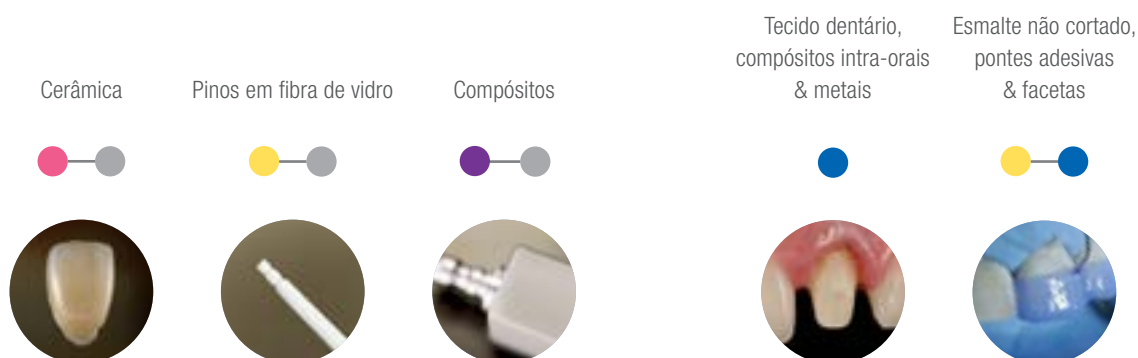 Cerâmica
Pinos em fibra de vidro
Compósitos
Tecido dentário,
compósitos intra-orais
& metais
Esmalte não cortado,
pontes adesivas
& facetas